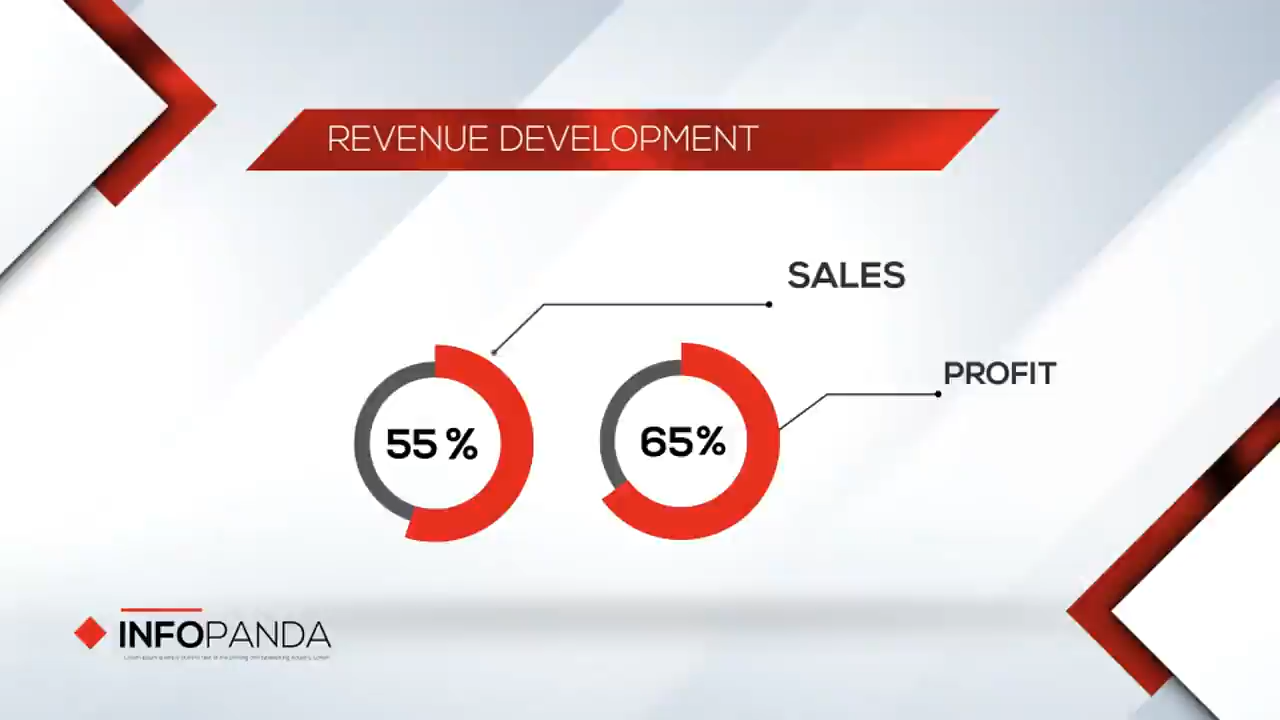 REVENUE DEVELOPMENT
SALES
PROFIT
55 %
65%
INFOPANDA